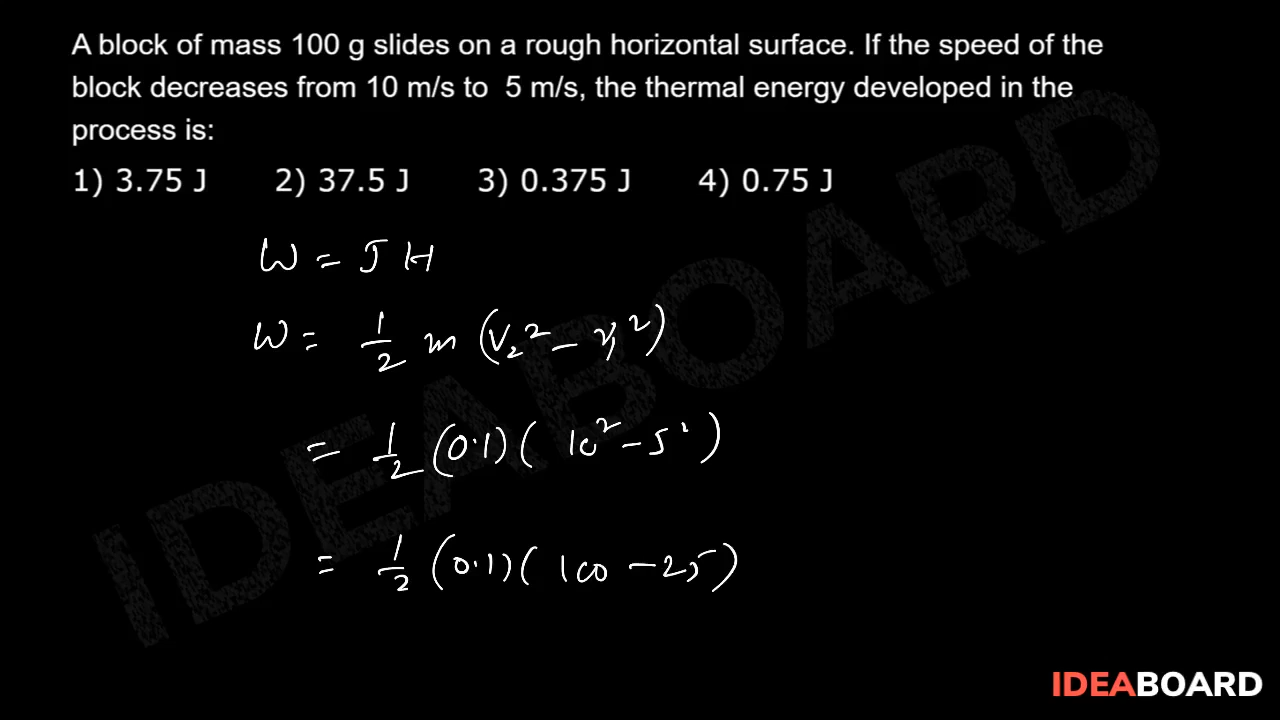 A block of mass 100 g slides on a rough horizontal surface. If the speed of the
block decreases from 10 m/s to 5 m/s, the thermal energy developed in the
process is:
1) 3.75 J 2) 37.5 J 3) 0.375 J 4) 0.75 J
W = J H
W = 1/2 m (V₂² - V₁²)
= 1/2 (0.1) (10² - 5²)
= 1/2 (0.1) (100 - 25)
IDEABOARD
IDEABOARD